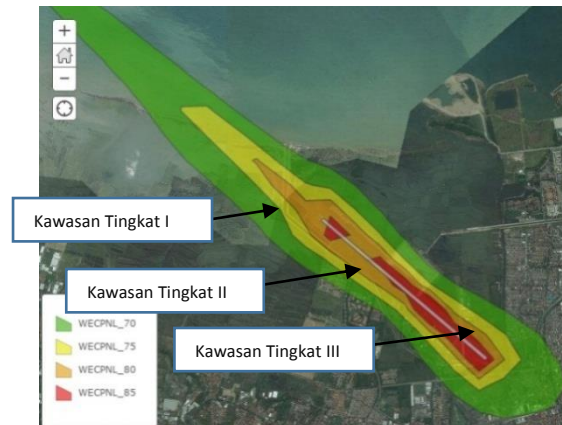 +
−
Kawasan Tingkat I
Kawasan Tingkat II
Kawasan Tingkat III
WECPNL_70
WECPNL_75
WECPNL_80
WECPNL_85